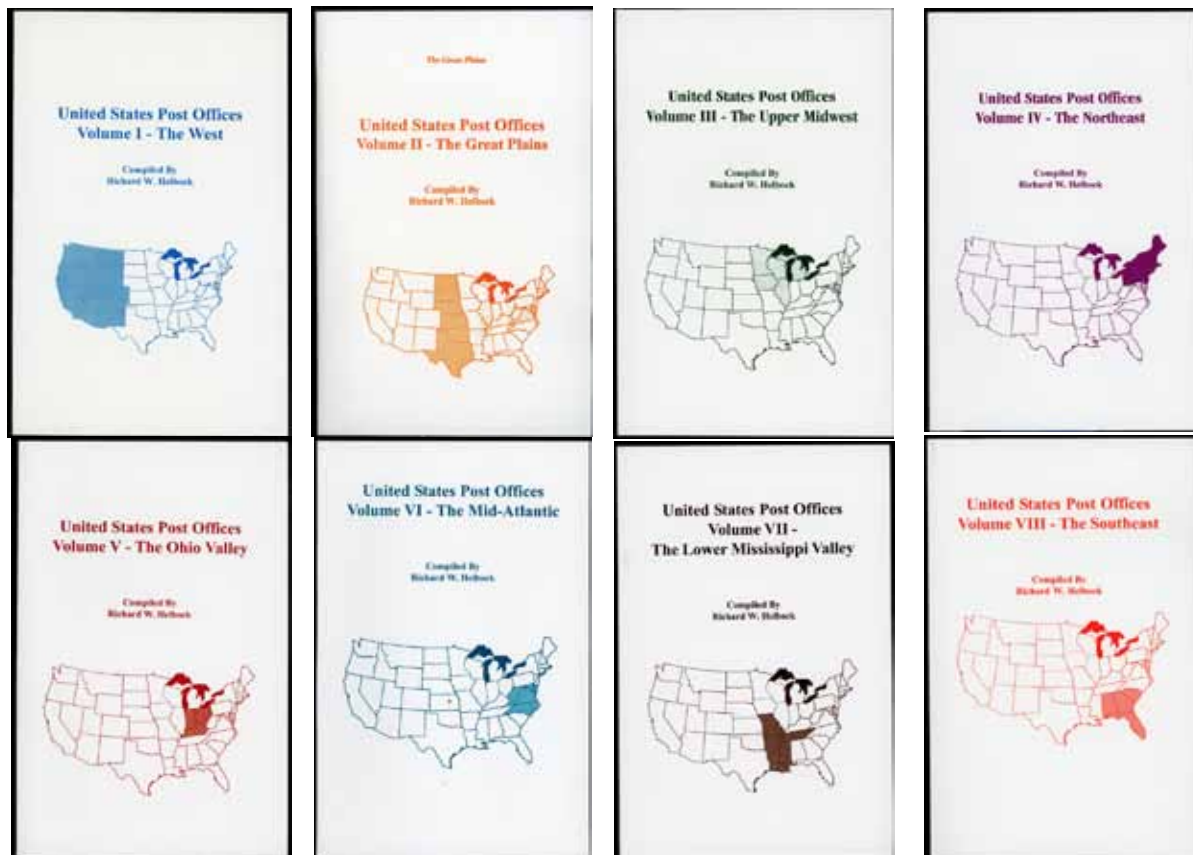 United States Post Offices
Volume I - The West
Compiled By
Richard W. Helbock
The Great Plains
United States Post Offices
Volume II - The Great Plains
Compiled By
Richard W. Helbock
United States Post Offices
Volume III - The Upper Midwest
Compiled By
Richard W. Helbock
United States Post Offices
Volume IV - The Northeast
Compiled By
Richard W. Helbock
United States Post Offices
Volume V - The Ohio Valley
Compiled By
Richard W. Helbock
United States Post Offices
Volume VI - The Mid-Atlantic
Compiled By
Richard W. Helbock
United States Post Offices
Volume VII -
The Lower Mississippi Valley
Compiled By
Richard W. Helbock
United States Post Offices
Volume VIII - The Southeast
Compiled By
Richard W. Helbock